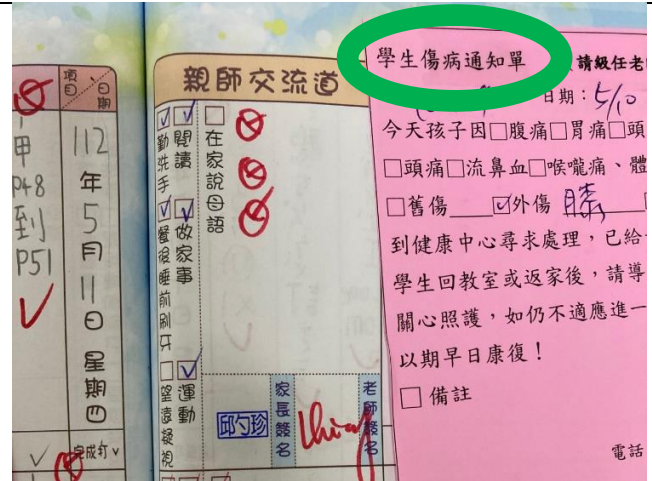 項目
日期
甲
P48
到
P51
112年5月11日星期四
完成打∨
親師交流道
☑勤洗手
☑閱讀
□在家說母語
☑餐後睡前刷牙
☑做家事
□望遠凝視
☑運動
邱勻珍
家長簽名
老師簽名
學生傷病通知單
請級任老
日期：5/10
今天孩子因□腹痛□胃痛□頭
□頭痛□流鼻血□喉嚨痛、體
□舊傷 ☑外傷 膝
到健康中心尋求處理，已給
學生回教室或返家後，請導
關心照護，如仍不適應進一
以期早日康復！
□備註
電話